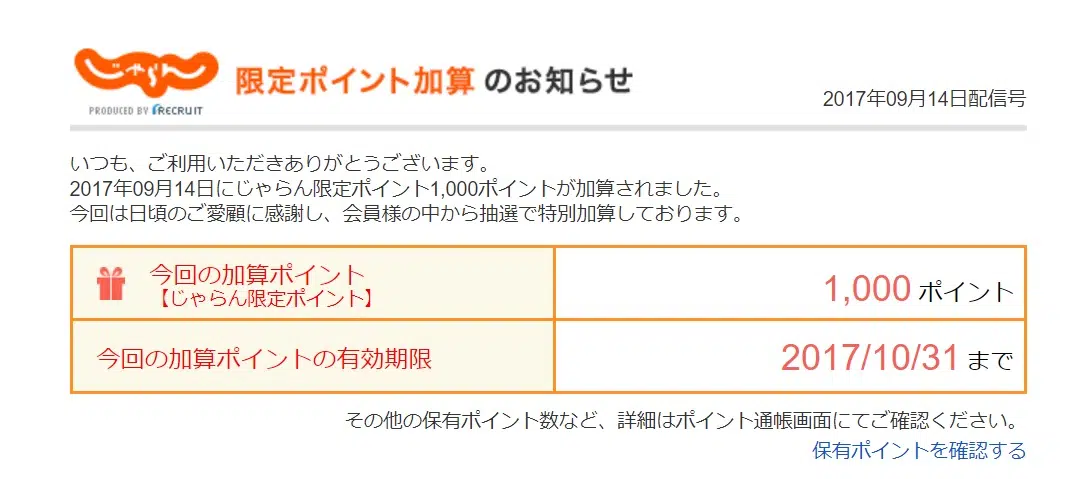 じゃらん
PRODUCED BY RECRUIT
限定ポイント加算 のお知らせ
2017年09月14日配信号
いつも、ご利用いただきありがとうございます。
2017年09月14日にじゃらん限定ポイント1,000ポイントが加算されました。
今回は日頃のご愛顧に感謝し、会員様の中から抽選で特別加算しております。
今回の加算ポイント
【じゃらん限定ポイント】
1,000 ポイント
今回の加算ポイントの有効期限
2017/10/31 まで
その他の保有ポイント数など、詳細はポイント通帳画面にてご確認ください。
保有ポイントを確認する